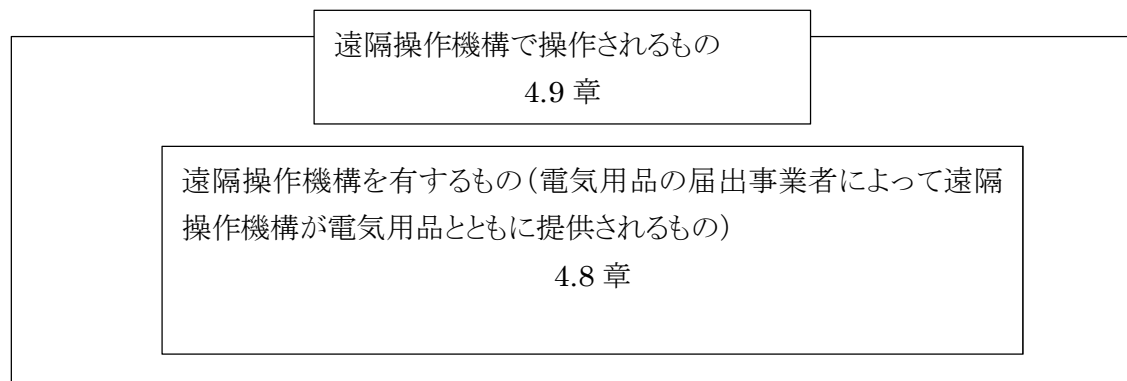 遠隔操作機構で操作されるもの
4.9 章
遠隔操作機構を有するもの（電気用品の届出事業者によって遠隔
操作機構が電気用品とともに提供されるもの）
4.8 章